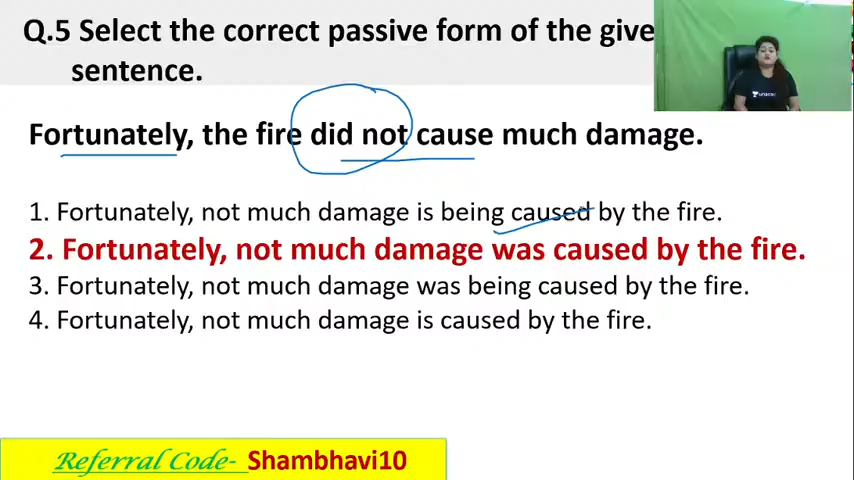 Q.5 Select the correct passive form of the give
sentence.
Fortunately, the fire did not cause much damage.
1. Fortunately, not much damage is being caused by the fire.
2. Fortunately, not much damage was caused by the fire.
3. Fortunately, not much damage was being caused by the fire.
4. Fortunately, not much damage is caused by the fire.
Referral Code- Shambhavi10